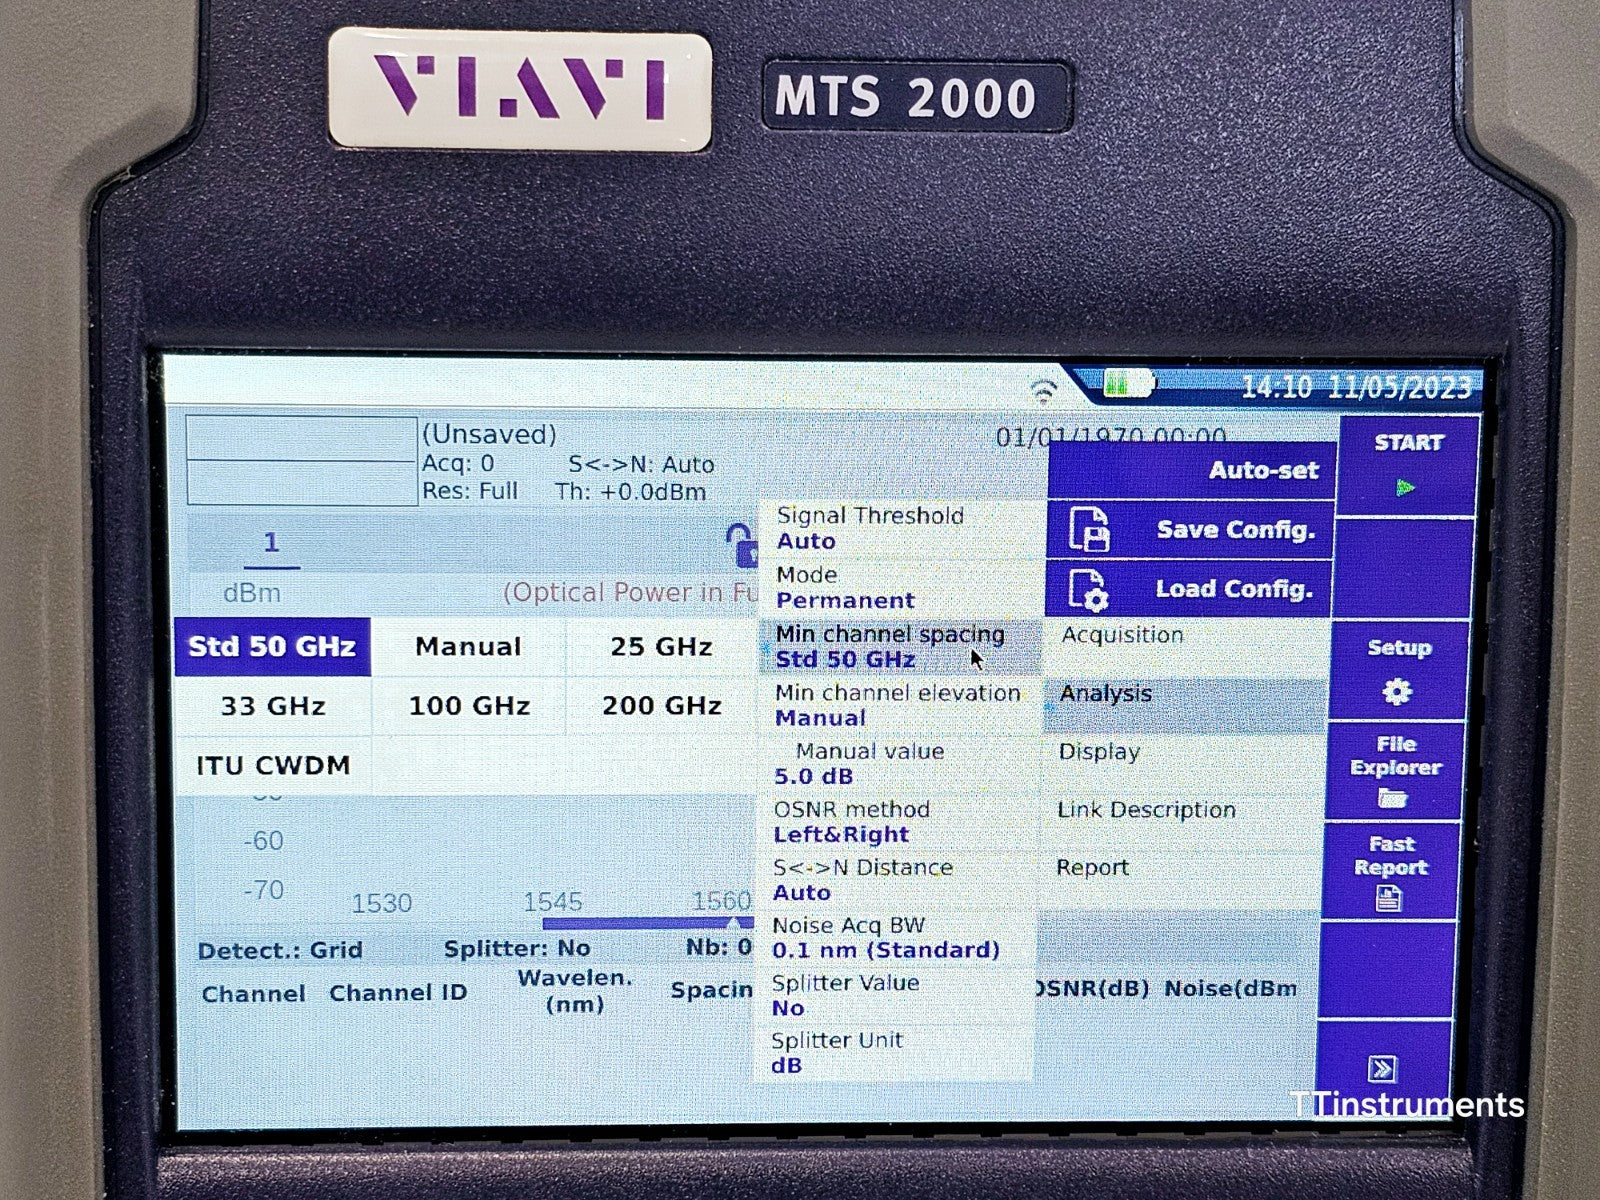 VIAVI
MTS 2000
14:10 11/05/2023
(Unsaved)
01/01/1970 00:00
Acq: 0 S<->N: Auto
Res: Full Th: +0.0dBm
1
dBm
(Optical Power in Fu
START
Auto-set
Save Config.
Load Config.
Signal Threshold
Auto
Mode
Permanent
Min channel spacing
Std 50 GHz
Min channel elevation
Manual
Manual value
5.0 dB
OSNR method
Left&Right
S<->N Distance
Auto
Noise Acq BW
0.1 nm (Standard)
Splitter Value
No
Splitter Unit
dB
Std 50 GHz Manual 25 GHz
33 GHz 100 GHz 200 GHz
ITU CWDM
Acquisition
Analysis
Display
Link Description
Report
Setup
File
Explorer
Fast
Report
-60
-70
1530 1545 1560
Detect.: Grid Splitter: No Nb: 0
Channel Channel ID Wavelen.
(nm) Spacin OSNR(dB) Noise(dBm
TTinstruments